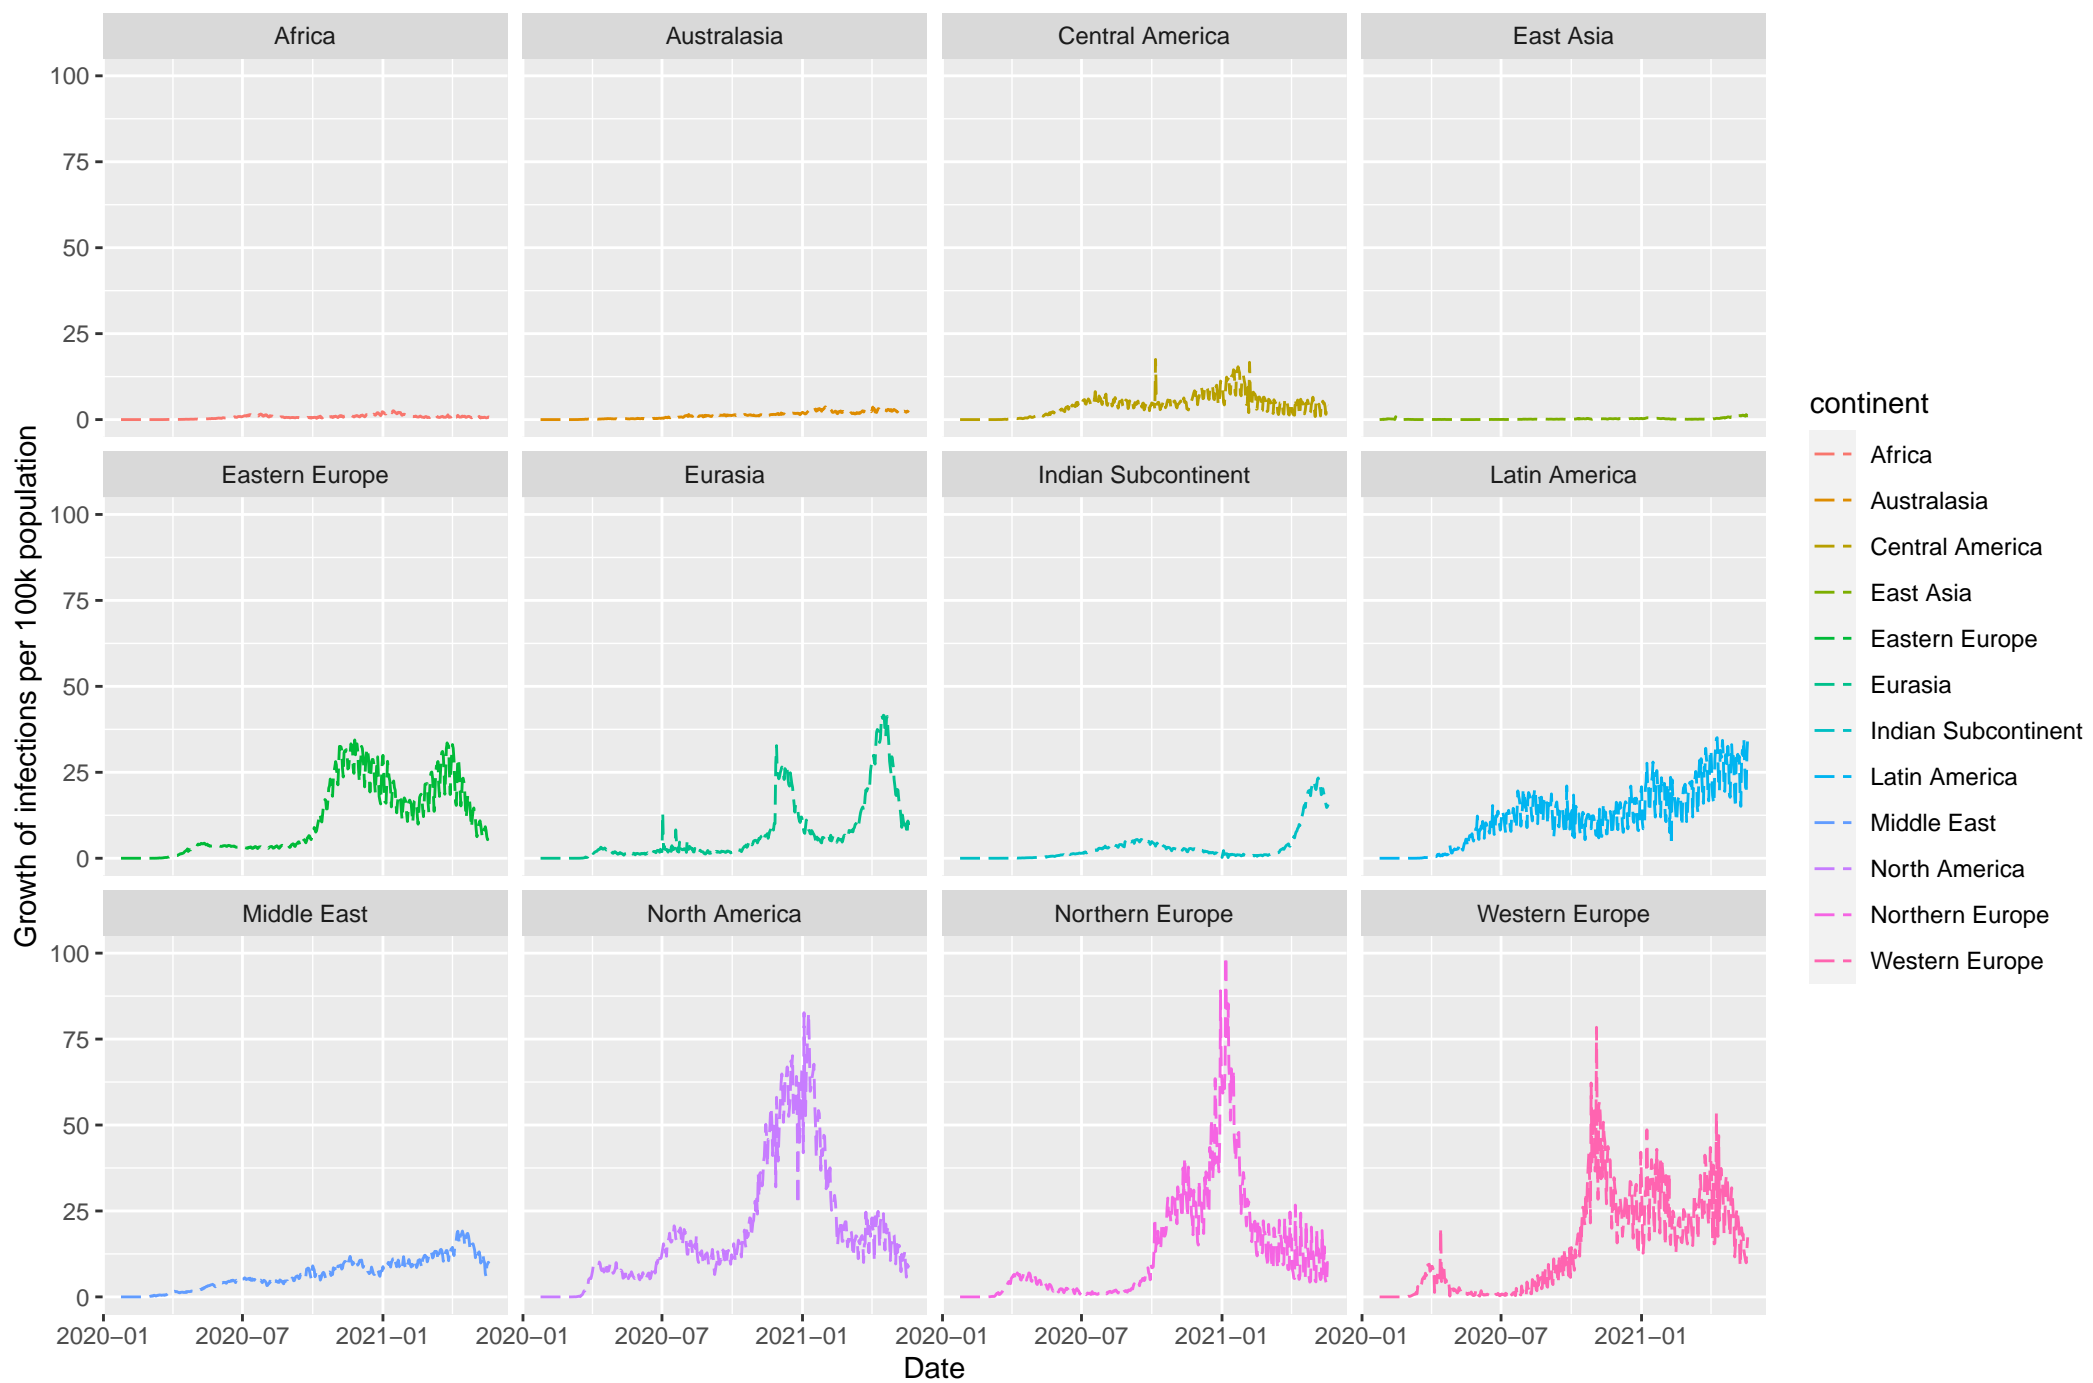 Africa
Australasia
Central America
East Asia
100
75
50
25
0
Eastern Europe
Eurasia
Indian Subcontinent
Latin America
100
75
50
25
0
Middle East
North America
Northern Europe
Western Europe
100
75
50
25
0
2020–01
2020–07
2021–01
2020–01
2020–07
2021–01
2020–01
2020–07
2021–01
2020–01
2020–07
2021–01
Date
Growth of infections per 100k population
continent
Africa
Australasia
Central America
East Asia
Eastern Europe
Eurasia
Indian Subcontinent
Latin America
Middle East
North America
Northern Europe
Western Europe